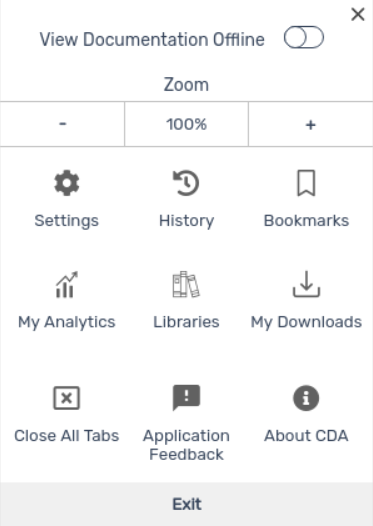 View Documentation Offline
Zoom
- 100% +
Settings History Bookmarks
My Analytics Libraries My Downloads
Close All Tabs Application Feedback About CDA
Exit